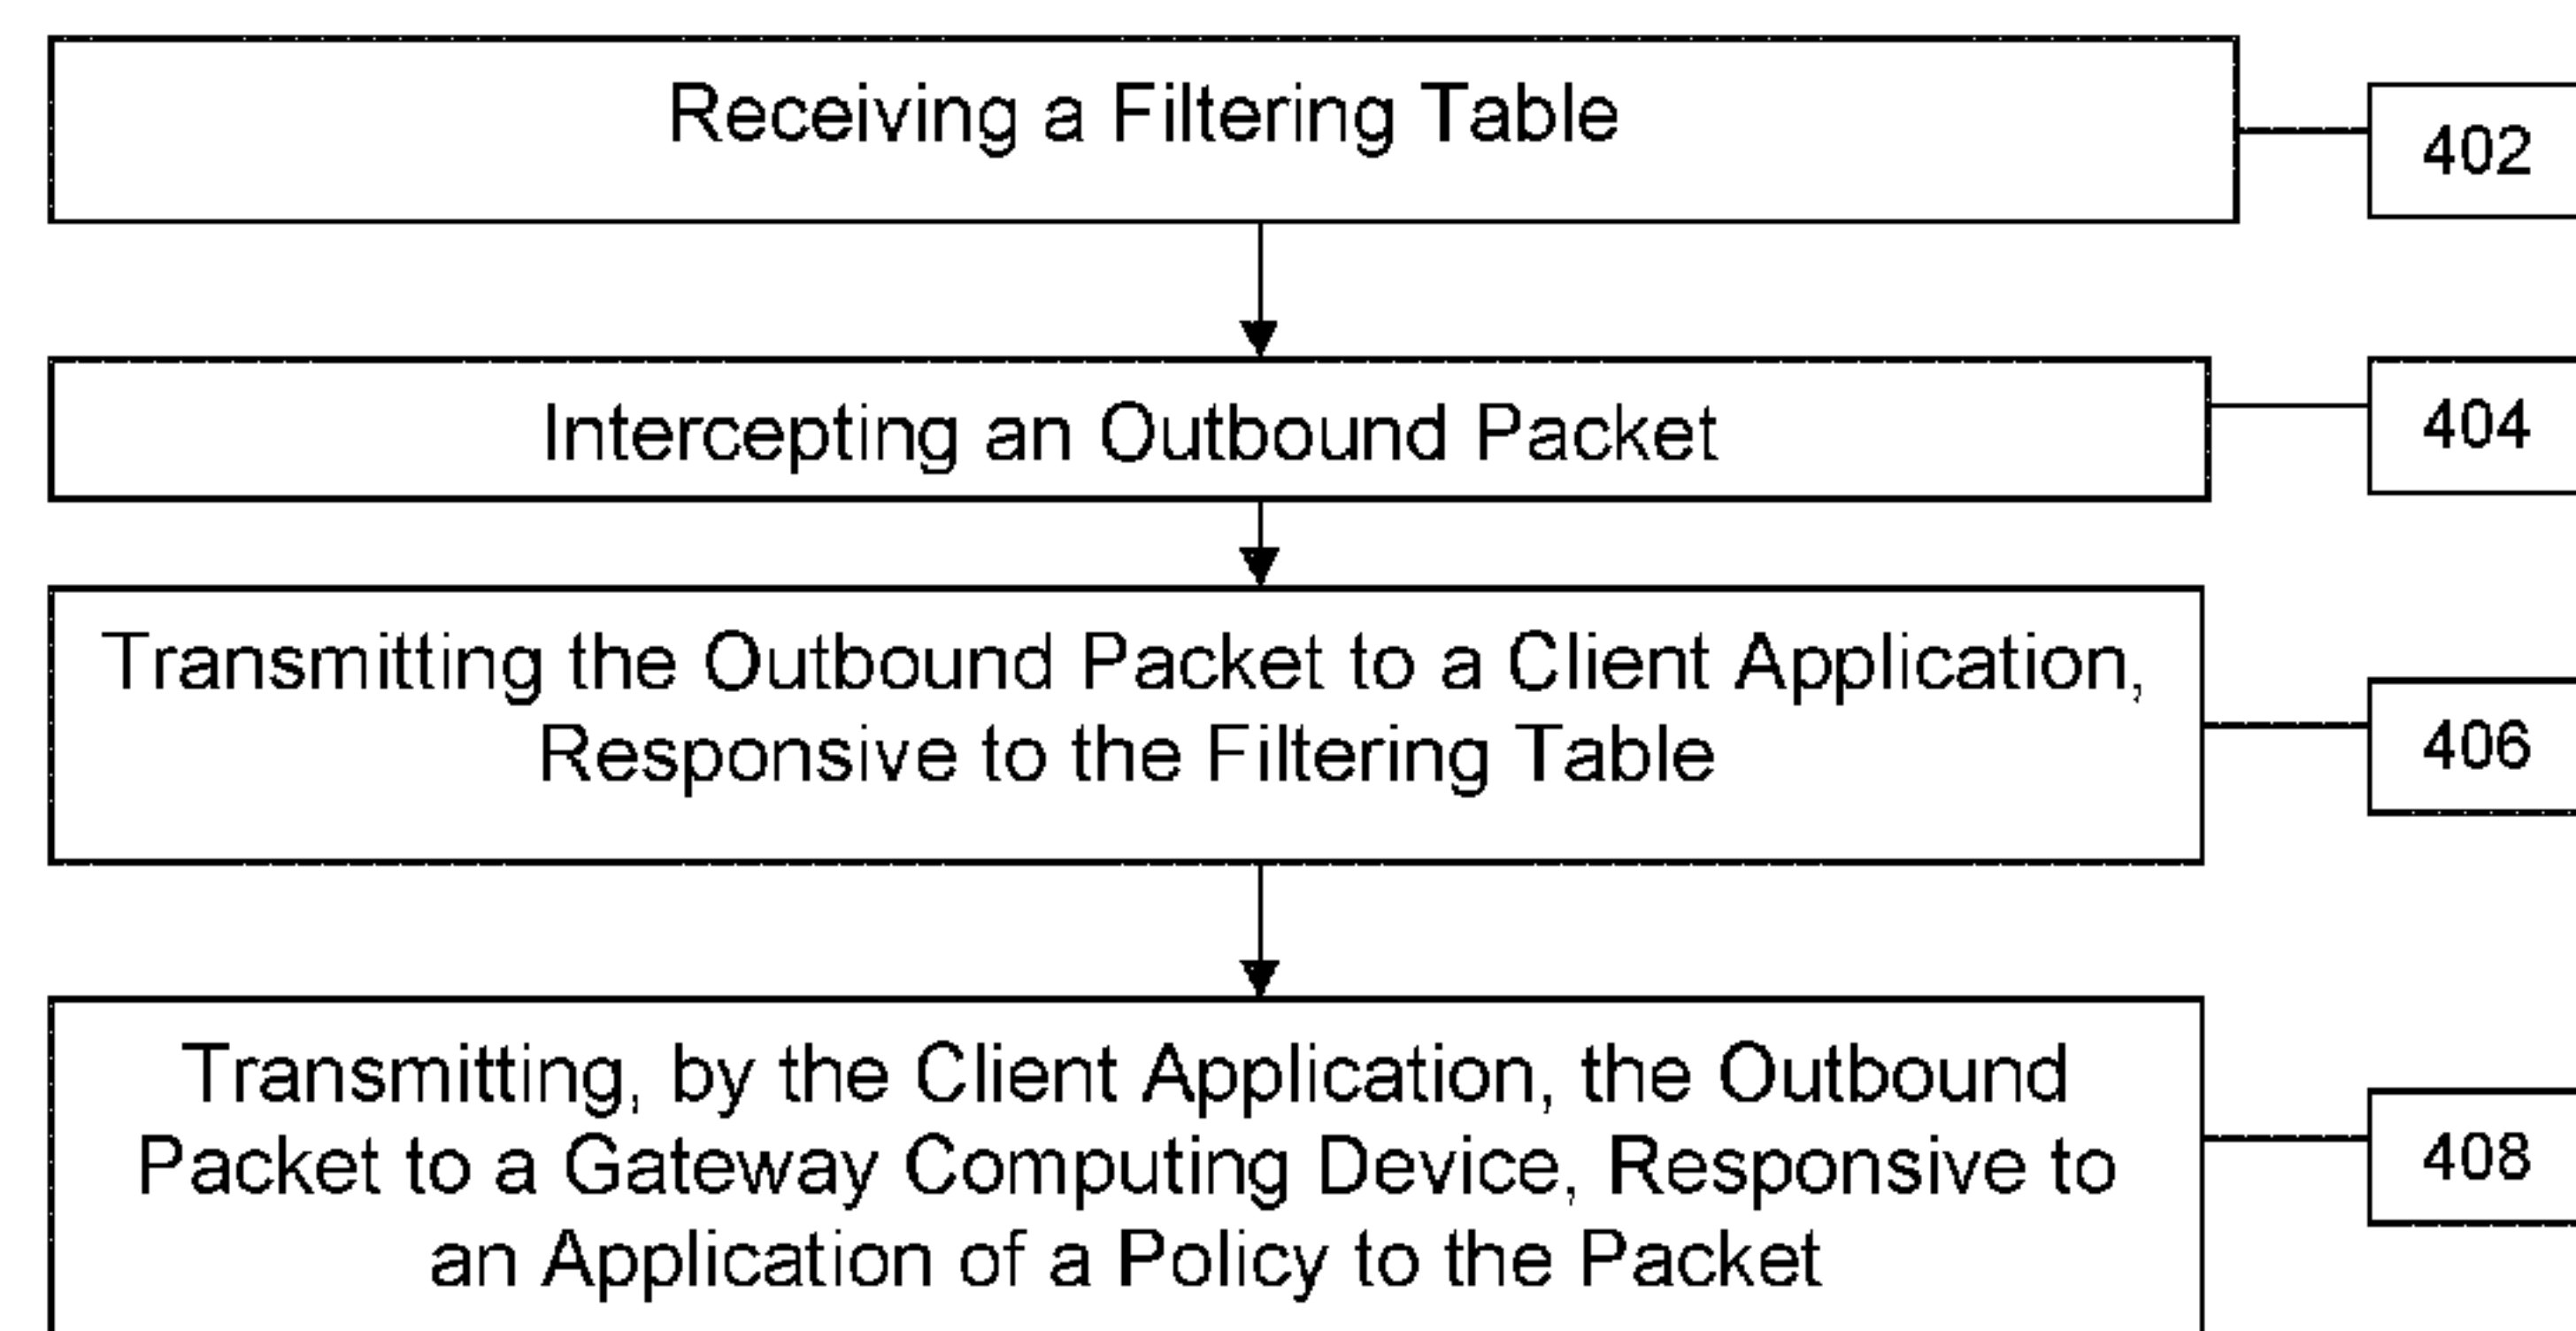 Receiving a Filtering Table
402
Intercepting an Outbound Packet
404
Transmitting the Outbound Packet to a Client Application,
Responsive to the Filtering Table
406
Transmitting, by the Client Application, the Outbound
Packet to a Gateway Computing Device, Responsive to
an Application of a Policy to the Packet
408